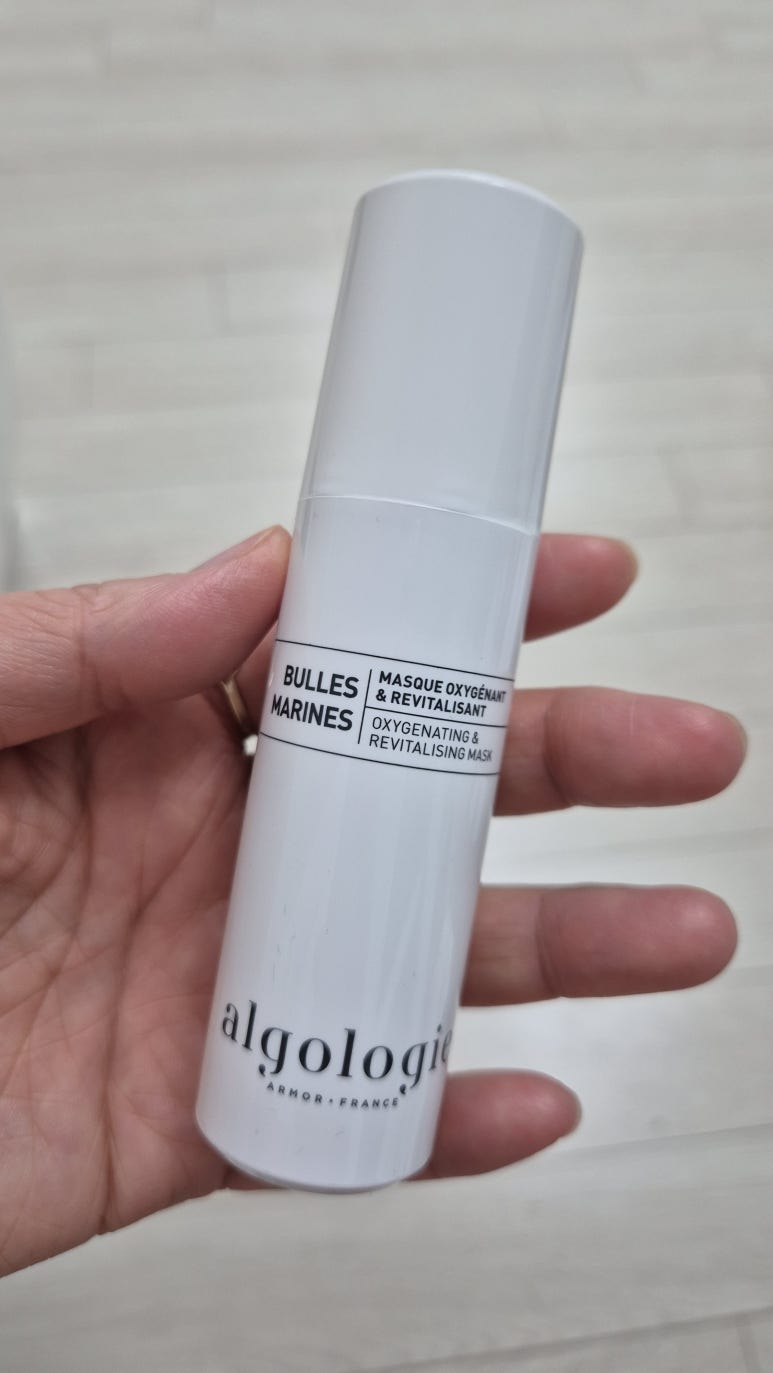 BULLES
MARINES
MASQUE OXYGÉNANT
& REVITALISANT
OXYGENATING &
REVITALISING MASK
algologie
ARMOR • FRANCE